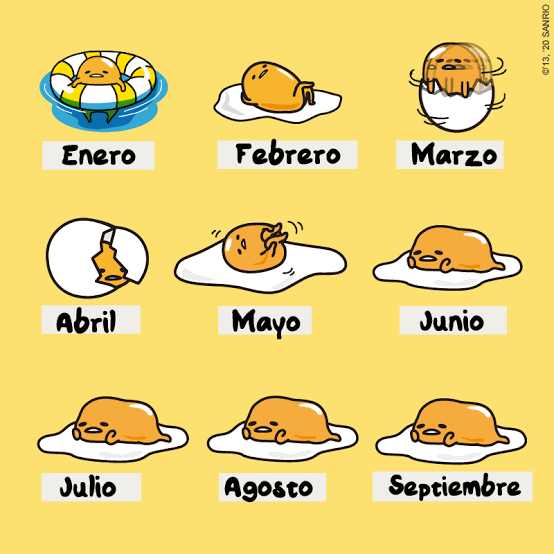 ©'13, '20 SANRIO
Enero
Febrero
Marzo
Abril
Mayo
Junio
Julio
Agosto
Septiembre